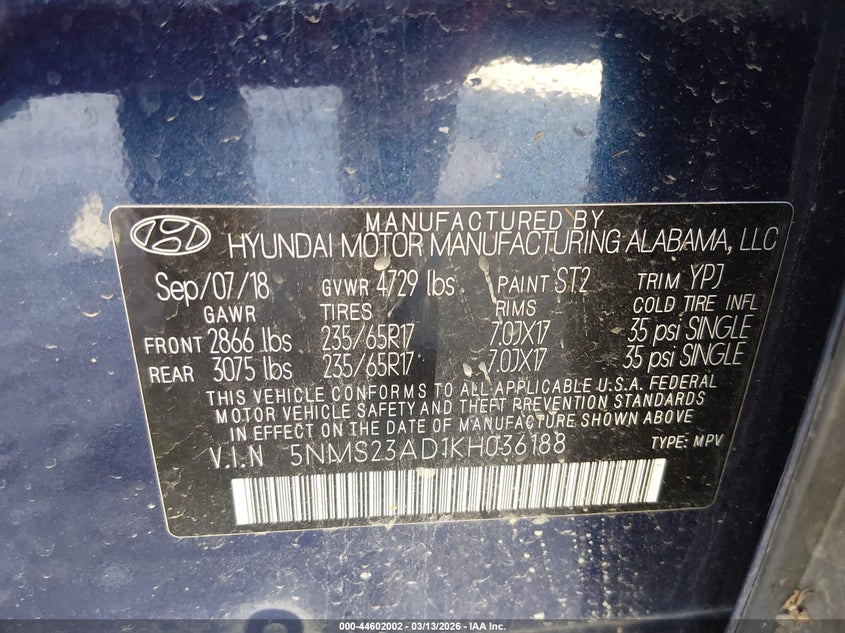 MANUFACTURED BY
HYUNDAI MOTOR MANUFACTURING ALABAMA, LLC
Sep/07/18 GVWR 4729 lbs PAINT ST2 TRIM YPJ
GAWR TIRES RIMS COLD TIRE INFL
FRONT 2866 lbs 235/65R17 7.0JX17 35 psi SINGLE
REAR 3075 lbs 235/65R17 7.0JX17 35 psi SINGLE
THIS VEHICLE CONFORMS TO ALL APPLICABLE U.S.A. FEDERAL
MOTOR VEHICLE SAFETY AND THEFT PREVENTION STANDARDS
IN EFFECT ON THE DATE OF MANUFACTURE SHOWN ABOVE
V.I.N 5NMS23AD1KH036188 TYPE: MPV
000-44602002 - 03/13/2026 - IAA Inc.